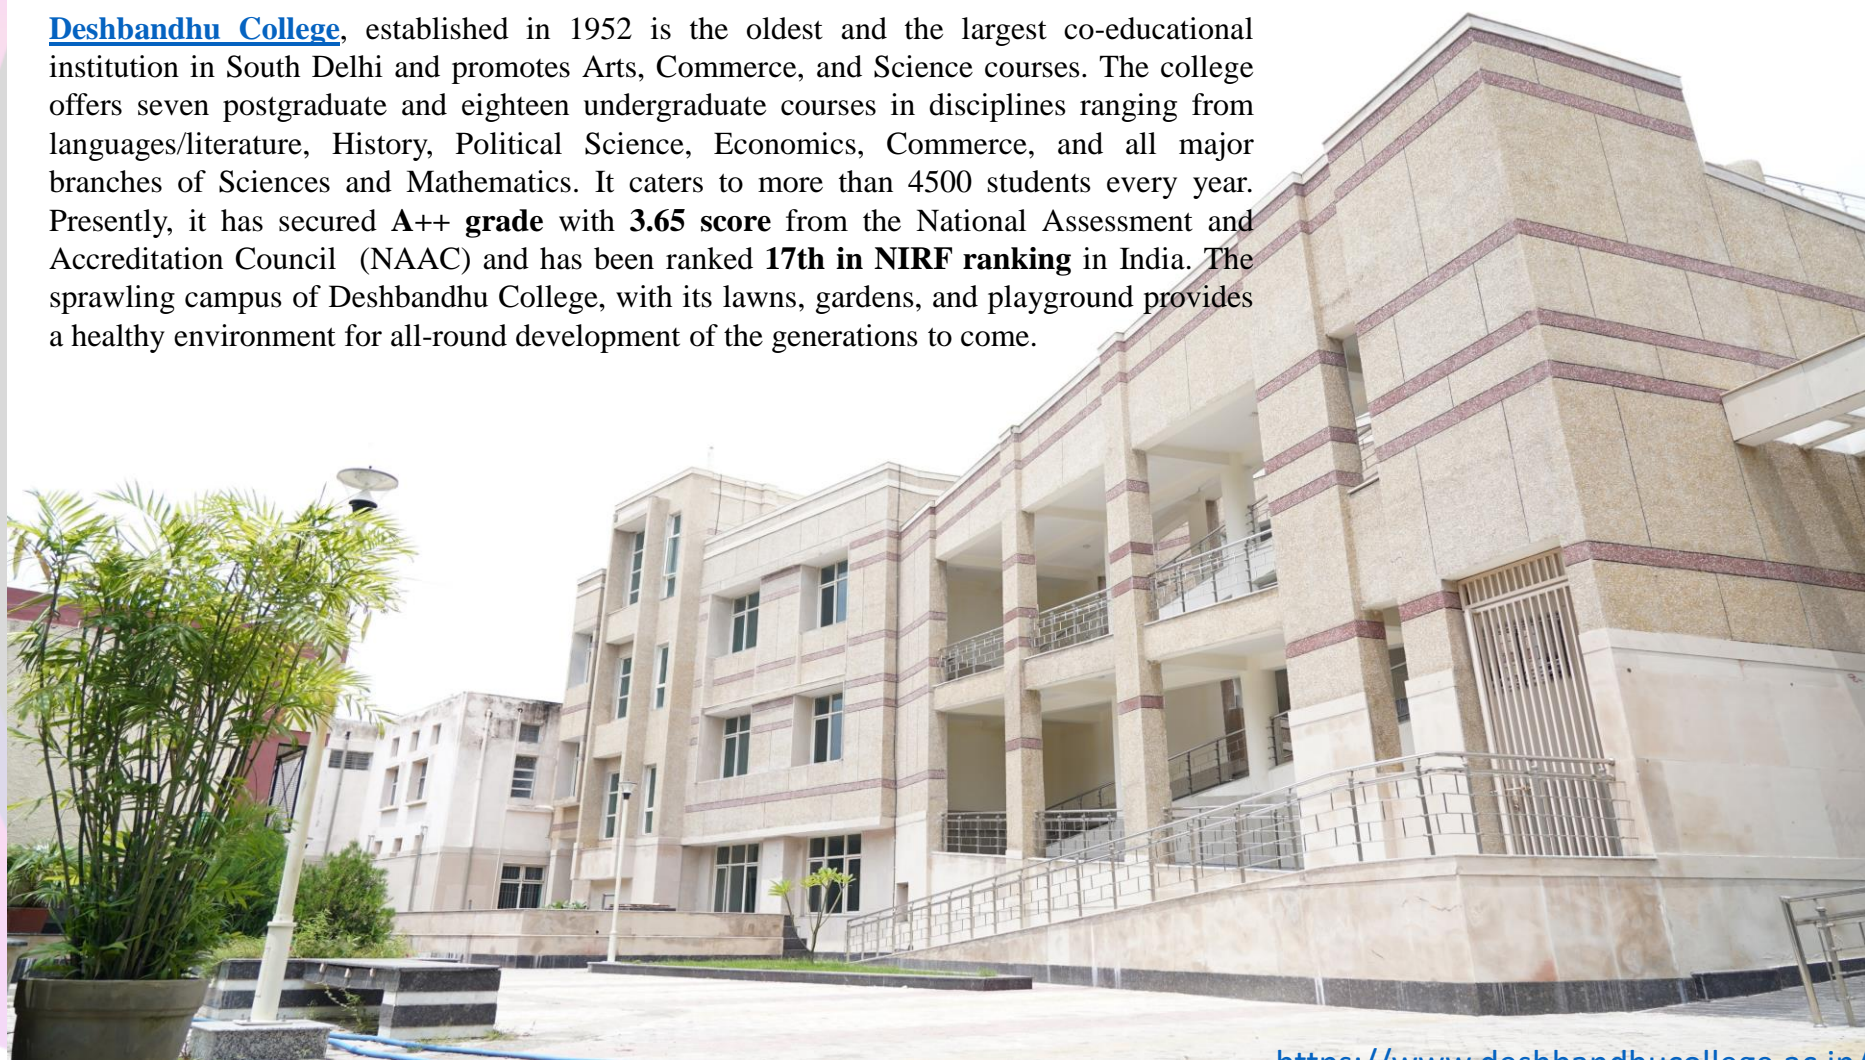 Deshbandhu College, established in 1952 is the oldest and the largest co-educational
institution in South Delhi and promotes Arts, Commerce, and Science courses. The college
offers seven postgraduate and eighteen undergraduate courses in disciplines ranging from
languages/literature, History, Political Science, Economics, Commerce, and all major
branches of Sciences and Mathematics. It caters to more than 4500 students every year.
Presently, it has secured A++ grade with 3.65 score from the National Assessment and
Accreditation Council (NAAC) and has been ranked 17th in NIRF ranking in India. The
sprawling campus of Deshbandhu College, with its lawns, gardens, and playground provides
a healthy environment for all-round development of the generations to come.
https://www.deshbandhucollege.ac.in